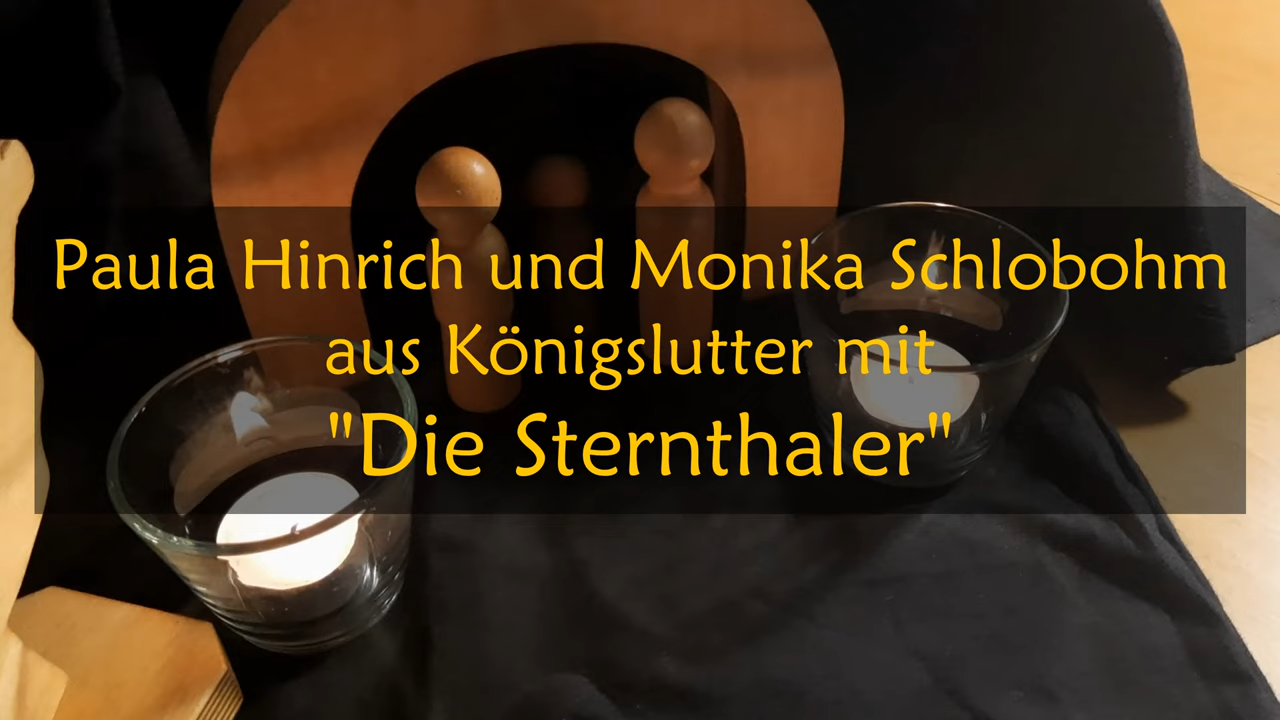 Paula Hinrich und Monika Schlobohm
aus Königslutter mit
"Die Sternthaler"